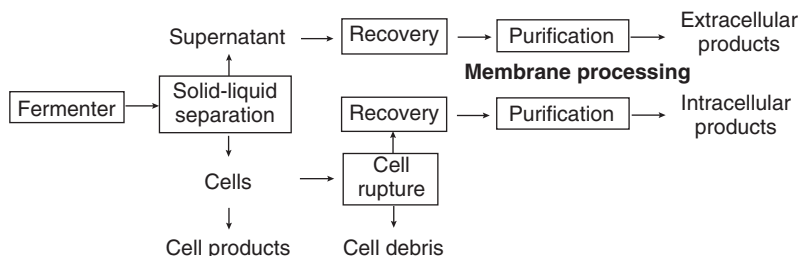 Supernatant
Recovery
Purification
Extracellular
products
Membrane processing
Fermenter
Solid-liquid
separation
Recovery
Purification
Intracellular
products
Cells
Cell
rupture
Cell products
Cell debris